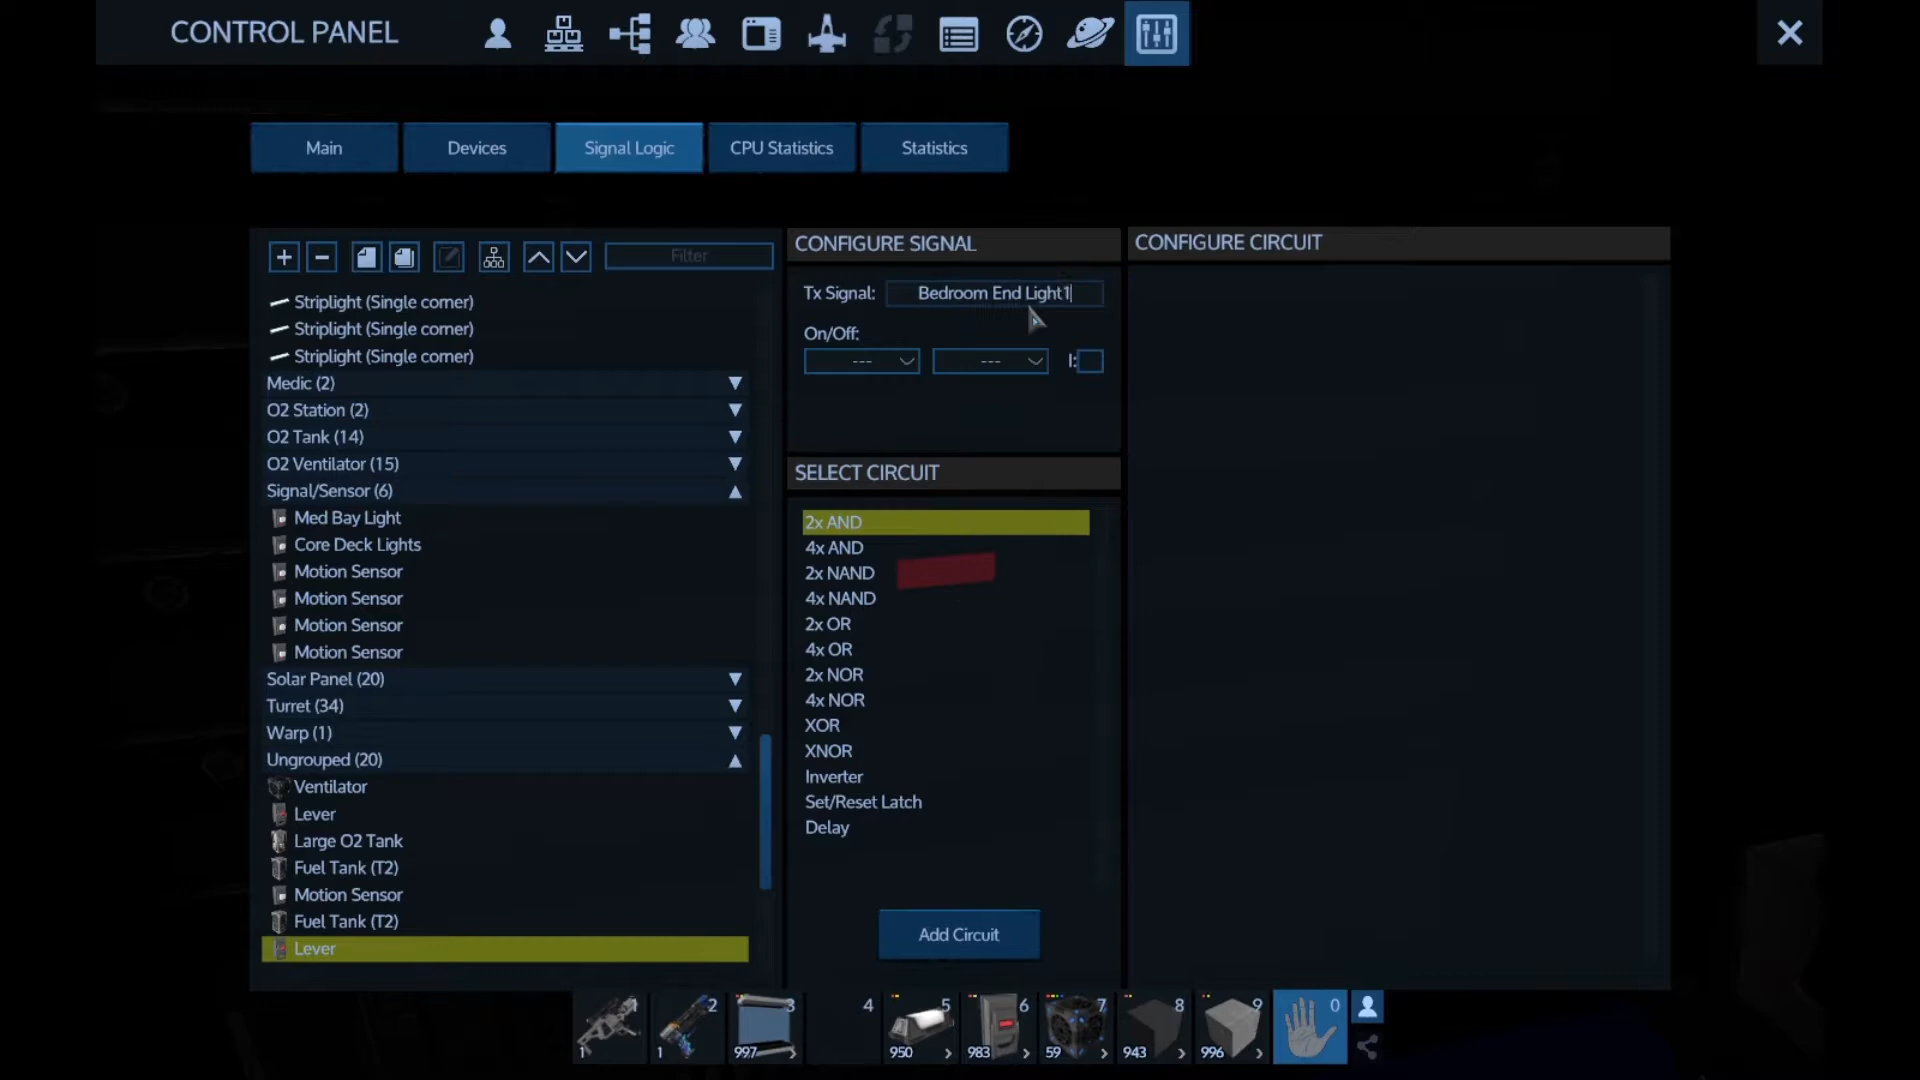 CONTROL PANEL
Main
Devices
Signal Logic
CPU Statistics
Statistics
Filter
Striplight (Single corner)
Striplight (Single corner)
Striplight (Single corner)
Medic (2)
O2 Station (2)
O2 Tank (14)
O2 Ventilator (15)
Signal/Sensor (6)
Med Bay Light
Core Deck Lights
Motion Sensor
Motion Sensor
Motion Sensor
Motion Sensor
Solar Panel (20)
Turret (34)
Warp (1)
Ungrouped (20)
Ventilator
Lever
Large O2 Tank
Fuel Tank (T2)
Motion Sensor
Fuel Tank (T2)
Lever
CONFIGURE SIGNAL
Tx Signal: Bedroom End Light1
On/Off:
--- --- I:
SELECT CIRCUIT
2x AND
4x AND
2x NAND
4x NAND
2x OR
4x OR
2x NOR
4x NOR
XOR
XNOR
Inverter
Set/Reset Latch
Delay
Add Circuit
CONFIGURE CIRCUIT
1 2 3 4 5 6 7 8 9 0
1 1 997 950 983 59 943 996